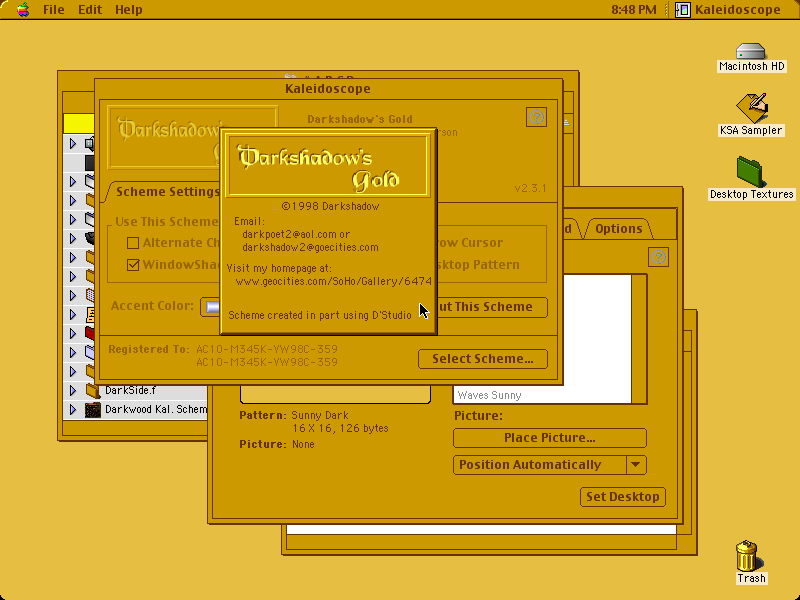 File Edit Help
8:48 PM Kaleidoscope
Macintosh HD
KSA Sampler
Desktop Textures
Trash
Kaleidoscope
Darkshadow's Gold
v2.3.1
Scheme Settings
Use This Scheme
Alternate Ch
WindowSha
ow Cursor
sktop Pattern
Accent Color:
ut This Scheme
Registered To: AC10-M345K-YW98C-359
AC10-M345K-YW98C-359
Select Scheme...
Darkshadow's
Gold
©1998 Darkshadow
Email:
darkpoet2@aol.com or
darkshadow2@goecities.com
Visit my homepage at:
www.geocities.com/SoHo/Gallery/6474
Scheme created in part using D'Studio
DarkSide.f
Darkwood Kal. Schem
d Options
Waves Sunny
Pattern: Sunny Dark
16 X 16, 126 bytes
Picture: None
Picture:
Place Picture...
Position Automatically
Set Desktop